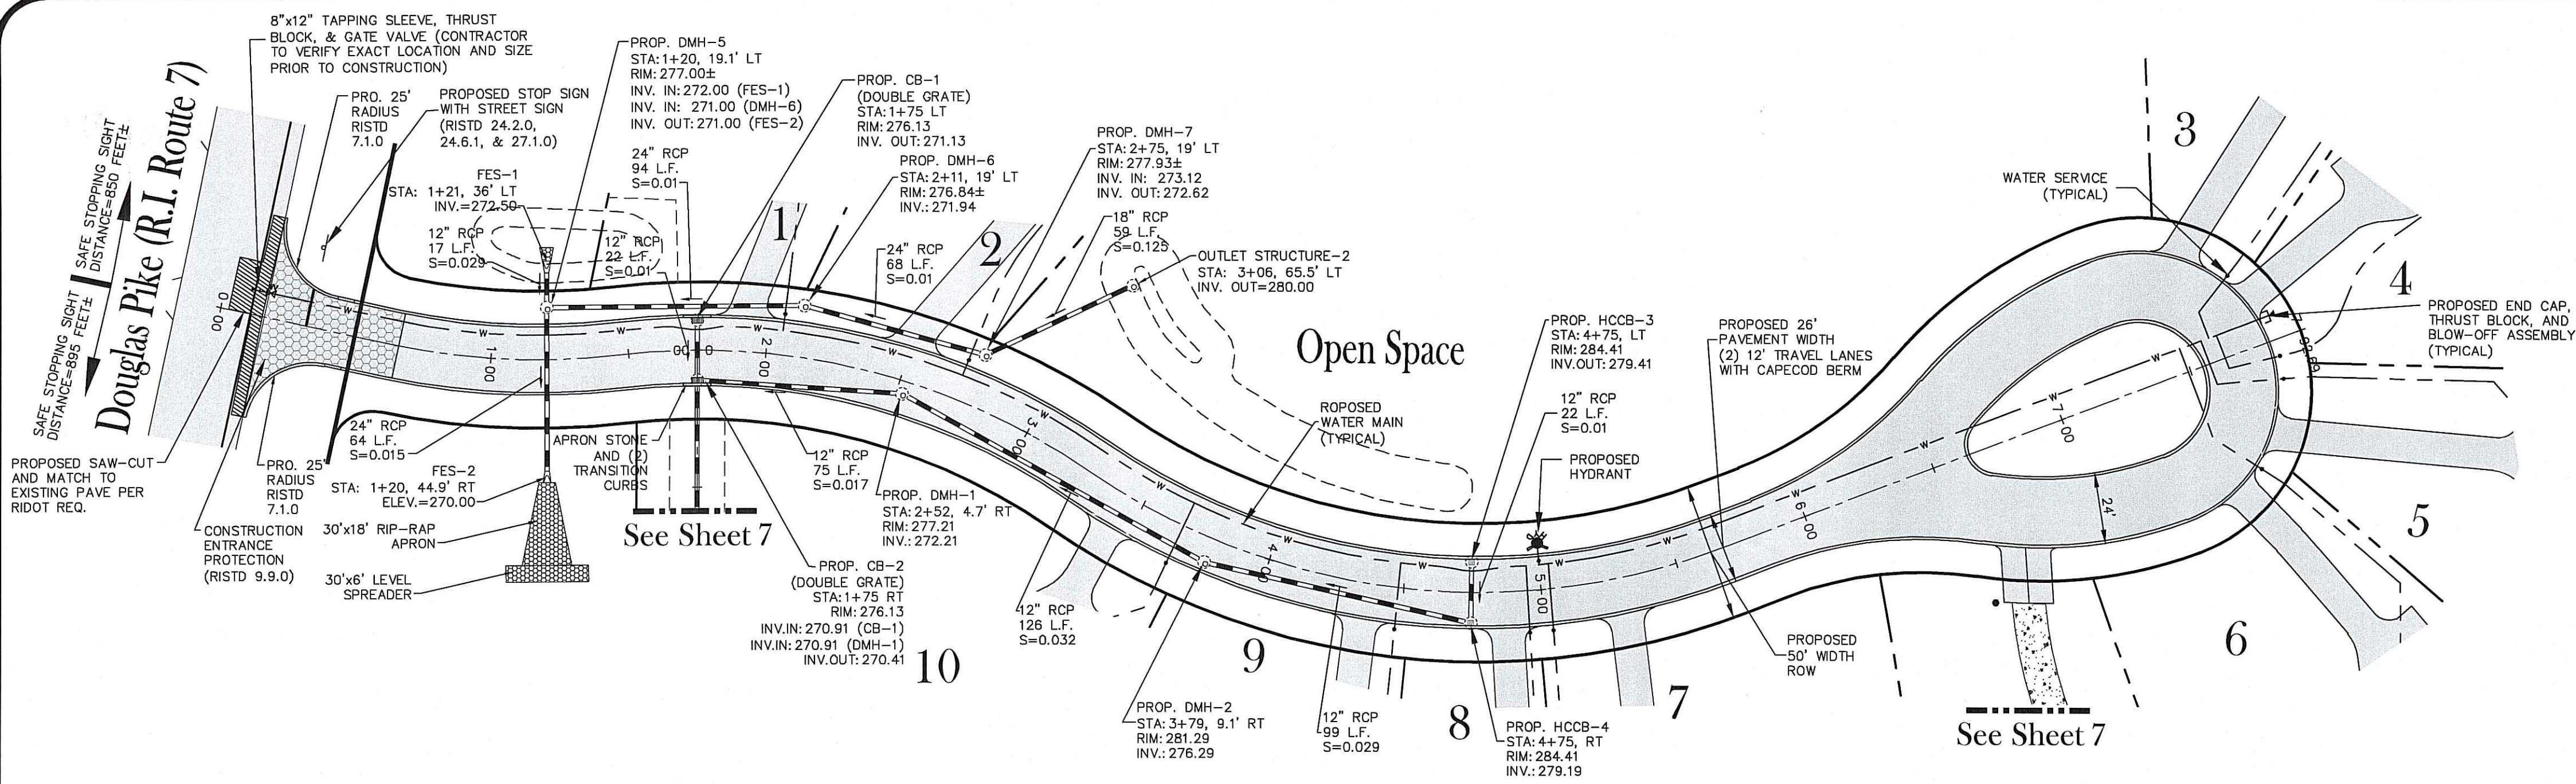 8"x12" TAPPING SLEEVE, THRUST
BLOCK, & GATE VALVE (CONTRACTOR
TO VERIFY EXACT LOCATION AND SIZE
PRIOR TO CONSTRUCTION)
SAFE STOPPING SIGHT
DISTANCE=850 FEET±
SAFE STOPPING SIGHT
DISTANCE=895 FEET±
Douglas Pike (R.I. Route 7)
PRO. 25'
RADIUS
RISTD
7.1.0
PROPOSED STOP SIGN
WITH STREET SIGN
(RISTD 24.2.0,
24.6.1, & 27.1.0)
PROP. DMH-5
STA: 1+20, 19.1' LT
RIM: 277.00±
INV. IN: 272.00 (FES-1)
INV. IN: 271.00 (DMH-6)
INV. OUT: 271.00 (FES-2)
FES-1
STA: 1+21, 36' LT
INV.=272.50
12" RCP
17 L.F.
S=0.029
24" RCP
94 L.F.
S=0.01
12" RCP
22 L.F.
S=0.01
PROP. CB-1
(DOUBLE GRATE)
STA: 1+75 LT
RIM: 276.13
INV. OUT: 271.13
PROP. DMH-6
STA: 2+11, 19' LT
RIM: 276.84±
INV.: 271.94
1
24" RCP
68 L.F.
S=0.01
2
PROP. DMH-7
STA: 2+75, 19' LT
RIM: 277.93±
INV. IN: 273.12
INV. OUT: 272.62
18" RCP
59 L.F.
S=0.125
OUTLET STRUCTURE-2
STA: 3+06, 65.5' LT
INV. OUT=280.00
Open Space
ROPOSED
WATER MAIN
(TYPICAL)
PROP. HCCB-3
STA: 4+75, LT
RIM: 284.41
INV.OUT: 279.41
12" RCP
22 L.F.
S=0.01
PROPOSED
HYDRANT
PROPOSED 26'
PAVEMENT WIDTH
(2) 12' TRAVEL LANES
WITH CAPECOD BERM
WATER SERVICE
(TYPICAL)
3
4
PROPOSED END CAP,
THRUST BLOCK, AND
BLOW-OFF ASSEMBLY
(TYPICAL)
5
6
24'
0+00
1+00
0+00
2+00
3+00
4+00
5+00
6+00
7+00
W
W
W
W
W
W
W
W
W
W
W
W
W
W
PROPOSED SAW-CUT
AND MATCH TO
EXISTING PAVE PER
RIDOT REQ.
CONSTRUCTION
ENTRANCE
PROTECTION
(RISTD 9.9.0)
PRO. 25'
RADIUS
RISTD
7.1.0
24" RCP
64 L.F.
S=0.015
FES-2
STA: 1+20, 44.9' RT
ELEV.=270.00
30'x18' RIP-RAP
APRON
30'x6' LEVEL
SPREADER
APRON STONE
AND (2)
TRANSITION
CURBS
See Sheet 7
12" RCP
75 L.F.
S=0.017
PROP. DMH-1
STA: 2+52, 4.7' RT
RIM: 277.21
INV.: 272.21
PROP. CB-2
(DOUBLE GRATE)
STA: 1+75 RT
RIM: 276.13
INV.IN: 270.91 (CB-1)
INV.IN: 270.91 (DMH-1)
INV.OUT: 270.41
10
12" RCP
126 L.F.
S=0.032
9
PROP. DMH-2
STA: 3+79, 9.1' RT
RIM: 281.29
INV.: 276.29
12" RCP
99 L.F.
S=0.029
8
PROP. HCCB-4
STA: 4+75, RT
RIM: 284.41
INV.: 279.19
7
PROPOSED
50' WIDTH
ROW
See Sheet 7